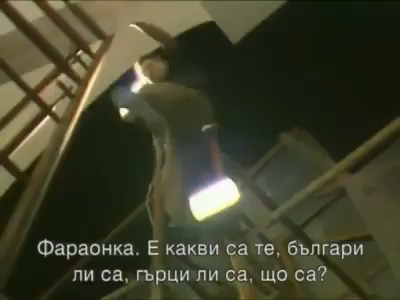 Фараонка. Е какви са те, българи
ли са, гърци ли са, що са?